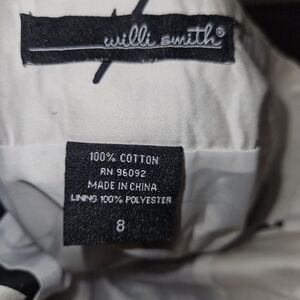 willi smith®
100% COTTON
RN 96092
MADE IN CHINA
LINING 100% POLYESTER
8